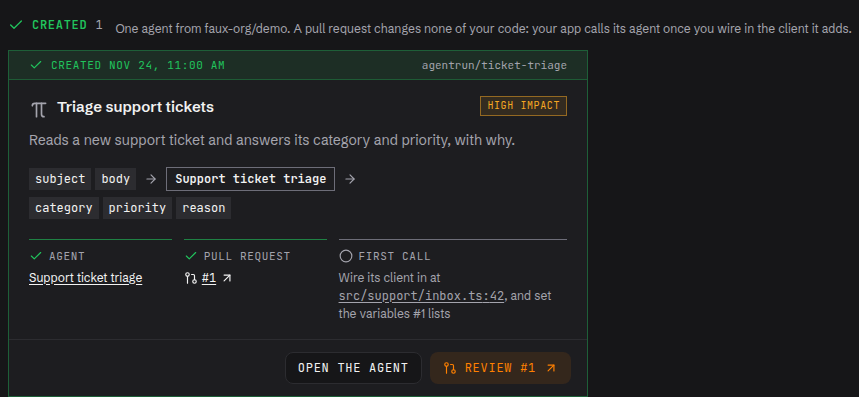 CREATED 1 One agent from faux-org/demo. A pull request changes none of your code: your app calls its agent once you wire in the client it adds.
CREATED NOV 24, 11:00 AM agentrun/ticket-triage
Triage support tickets HIGH IMPACT
Reads a new support ticket and answers its category and priority, with why.
subject body → Support ticket triage →
category priority reason
AGENT PULL REQUEST FIRST CALL
Support ticket triage #1 ↗ Wire its client in at
src/support/inbox.ts:42, and set
the variables #1 lists
OPEN THE AGENT REVIEW #1 ↗